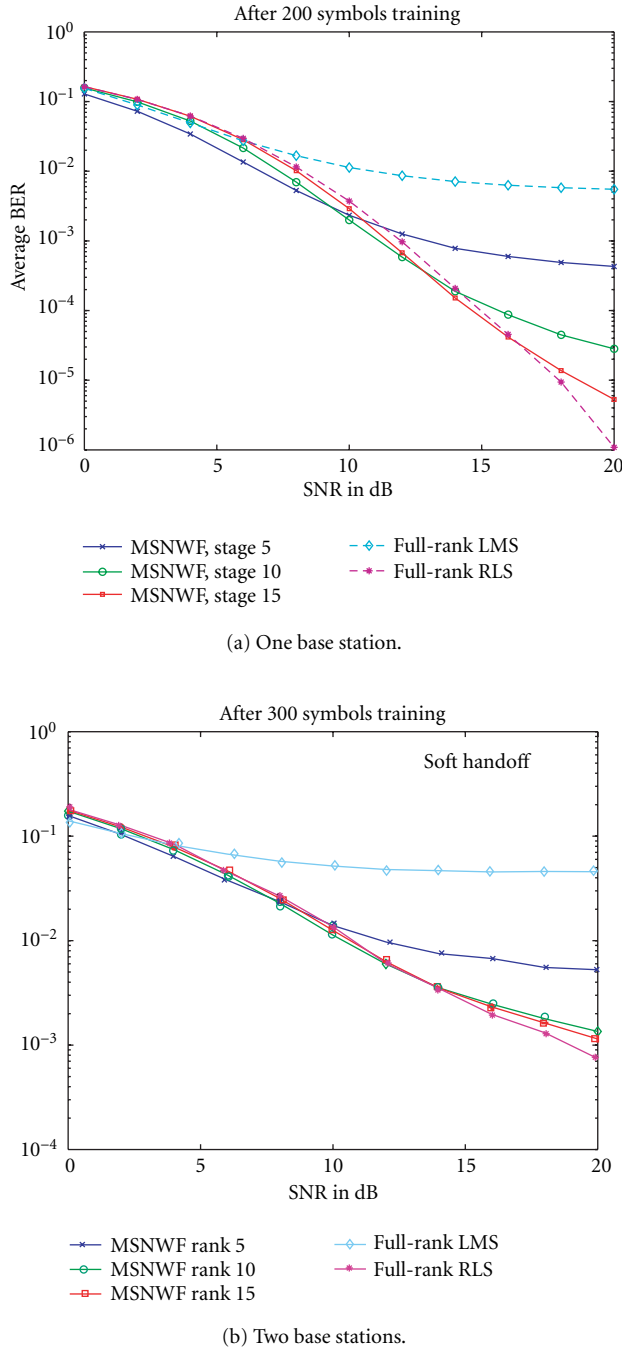 After 200 symbols training
10^0
10^-1
10^-2
10^-3
10^-4
10^-5
10^-6
Average BER
0 5 10 15 20
SNR in dB
MSNWF, stage 5
MSNWF, stage 10
MSNWF, stage 15
Full-rank LMS
Full-rank RLS
(a) One base station.
After 300 symbols training
Soft handoff
10^0
10^-1
10^-2
10^-3
10^-4
0 5 10 15 20
SNR in dB
MSNWF rank 5
MSNWF rank 10
MSNWF rank 15
Full-rank LMS
Full-rank RLS
(b) Two base stations.